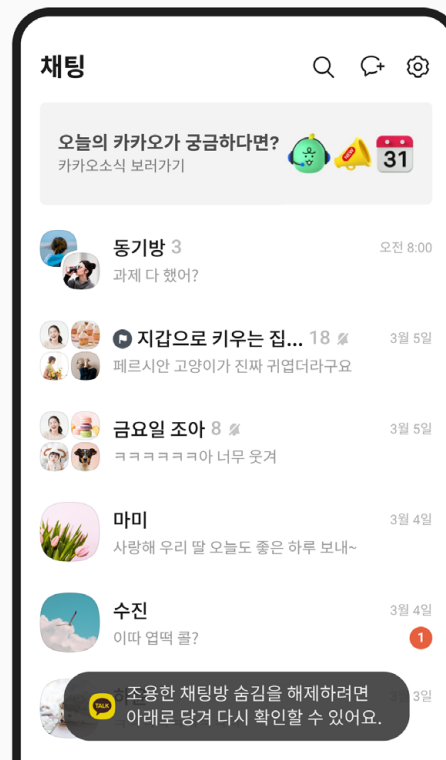 채팅
오늘의 카카오가 궁금하다면?
카카오소식 보러가기
31
동기방 3
오전 8:00
과제 다 했어?
지갑으로 키우는 집... 18
3월 5일
페르시안 고양이가 진짜 귀엽더라구요
금요일 조아 8
3월 5일
ㅋㅋㅋㅋㅋㅋ아 너무 웃겨
마미
3월 4일
사랑해 우리 딸 오늘도 좋은 하루 보내~
수진
3월 4일
이따 엽떡 콜?
1
3일
TALK
조용한 채팅방 숨김을 해제하려면
아래로 당겨 다시 확인할 수 있어요.